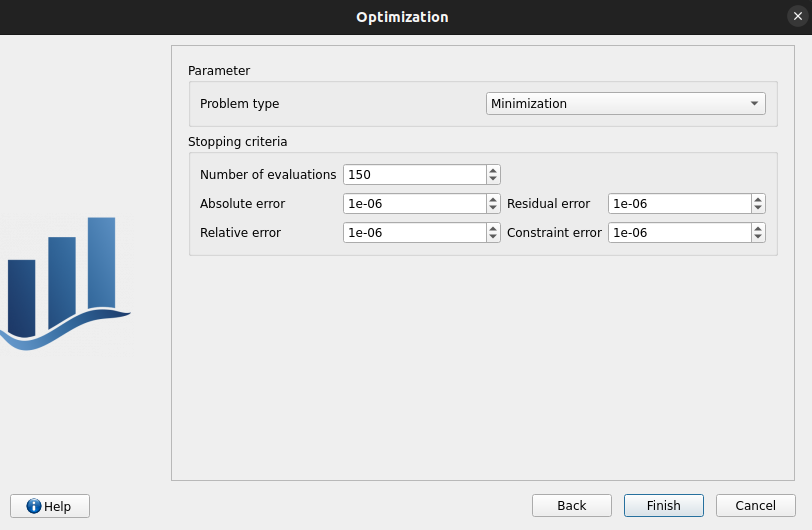 Optimization
Parameter
Problem type Minimization
Stopping criteria
Number of evaluations 150
Absolute error 1e-06 Residual error 1e-06
Relative error 1e-06 Constraint error 1e-06
Help Back Finish Cancel